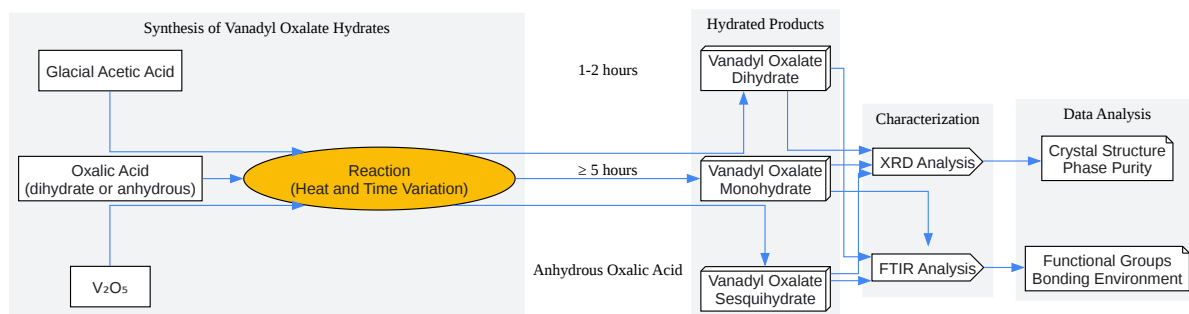 Synthesis of Vanadyl Oxalate Hydrates
Glacial Acetic Acid
Oxalic Acid
(dihydrate or anhydrous)
V₂O₅
Reaction
(Heat and Time Variation)
1-2 hours
≥ 5 hours
Anhydrous Oxalic Acid
Hydrated Products
Vanadyl Oxalate
Dihydrate
Vanadyl Oxalate
Monohydrate
Vanadyl Oxalate
Sesquihydrate
Characterization
XRD Analysis
FTIR Analysis
Data Analysis
Crystal Structure
Phase Purity
Functional Groups
Bonding Environment